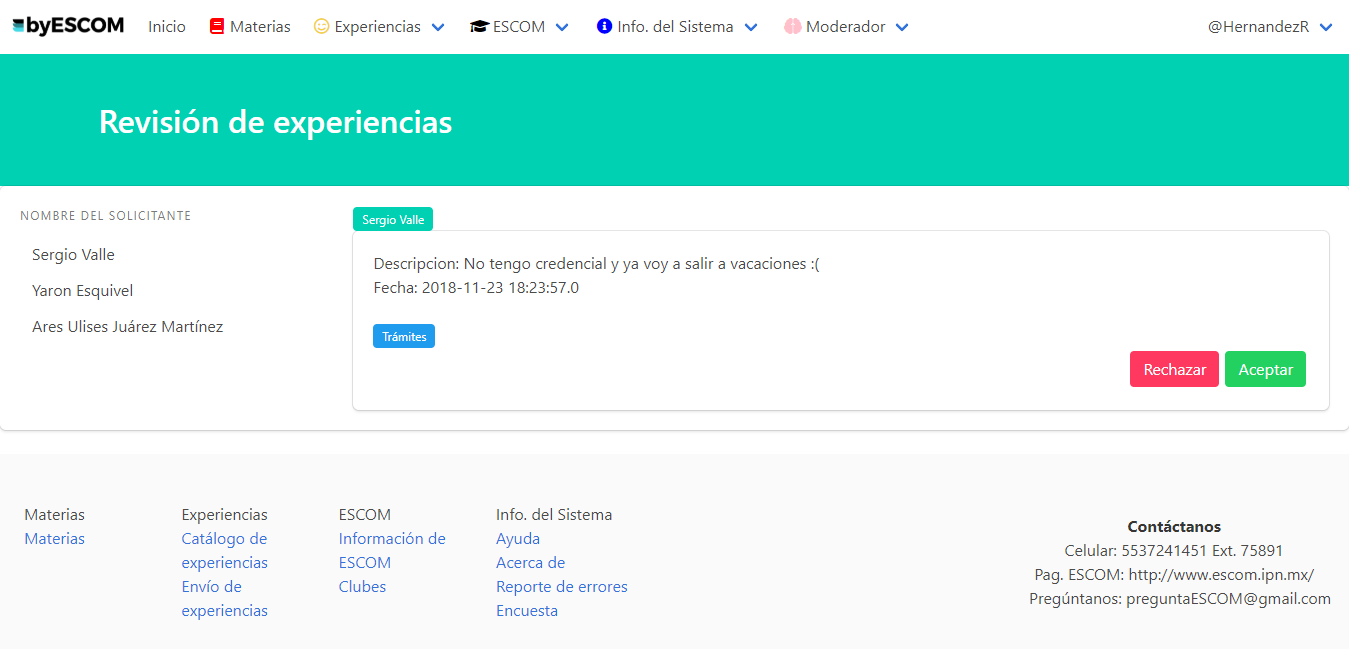 byESCOM Inicio Materias Experiencias ESCOM Info. del Sistema Moderador @HernandezR
Revisión de experiencias
NOMBRE DEL SOLICITANTE
Sergio Valle
Yaron Esquivel
Ares Ulises Juárez Martínez
Sergio Valle
Descripcion: No tengo credencial y ya voy a salir a vacaciones :(
Fecha: 2018-11-23 18:23:57.0
Trámites
Rechazar Aceptar
Materias
Materias
Experiencias
Catálogo de
experiencias
Envío de
experiencias
ESCOM
Información de
ESCOM
Clubes
Info. del Sistema
Ayuda
Acerca de
Reporte de errores
Encuesta
Contáctanos
Celular: 5537241451 Ext. 75891
Pag. ESCOM: http://www.escom.ipn.mx/
Pregúntanos: preguntaESCOM@gmail.com